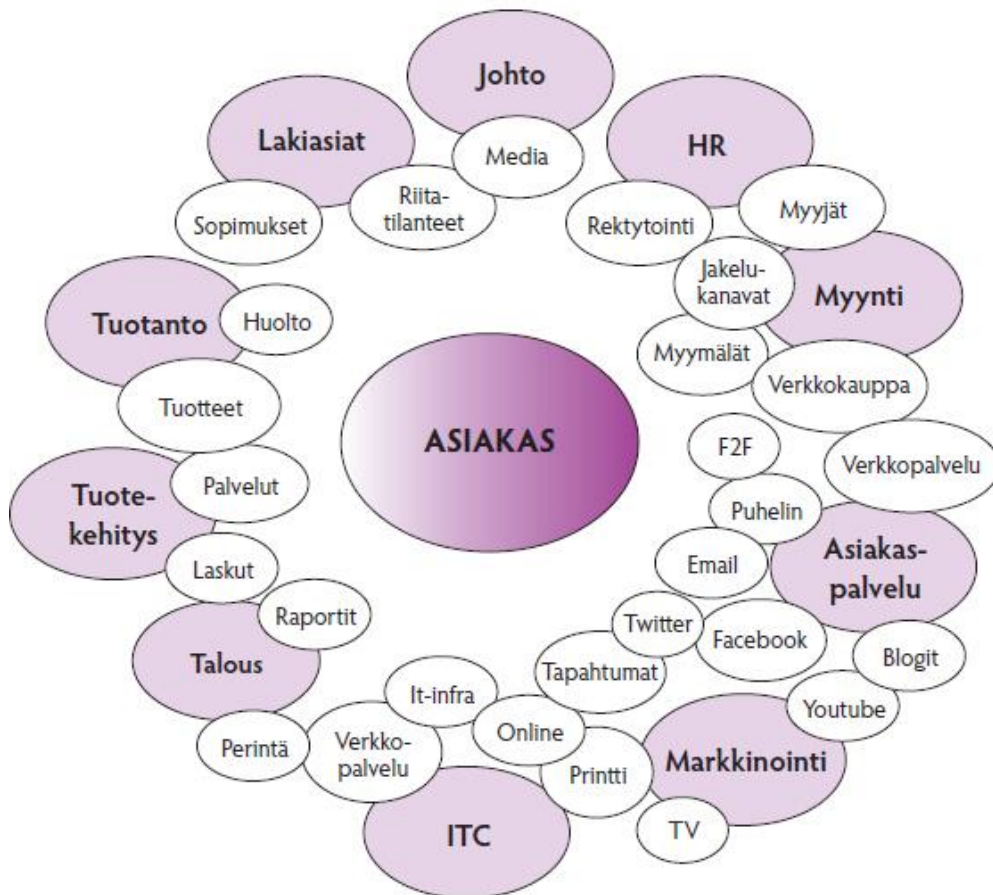 Johto
Lakiasiat
HR
Media
Riita-
tilanteet
Sopimukset
Rektytointi
Myyjät
Jakelu-
kanavat
Myynti
Tuotanto
Huolto
Myymälät
Verkkokauppa
Tuotteet
ASIAKAS
F2F
Verkkopalvelu
Tuote-
kehitys
Palvelut
Puhelin
Asiakas-
palvelu
Laskut
Email
Raportit
Twitter
Facebook
Blogit
Talous
Tapahtumat
It-infra
Youtube
Perintä
Verkko-
palvelu
Online
Printti
Markkinointi
ITC
TV